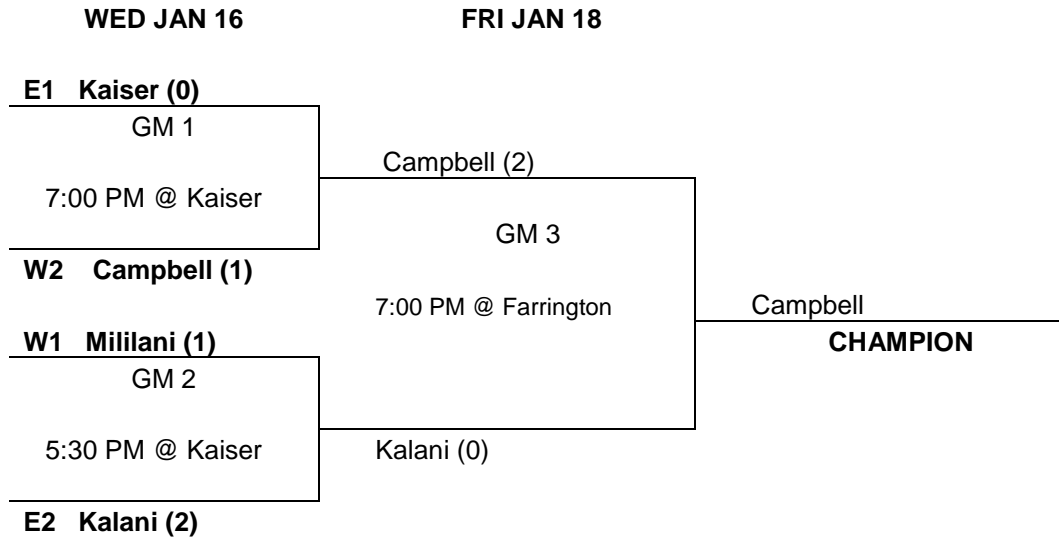 WED JAN 16
FRI JAN 18
E1 Kaiser (0)
GM 1
7:00 PM @ Kaiser
W2 Campbell (1)
Campbell (2)
GM 3
7:00 PM @ Farrington
Campbell
CHAMPION
W1 Mililani (1)
GM 2
5:30 PM @ Kaiser
Kalani (0)
E2 Kalani (2)